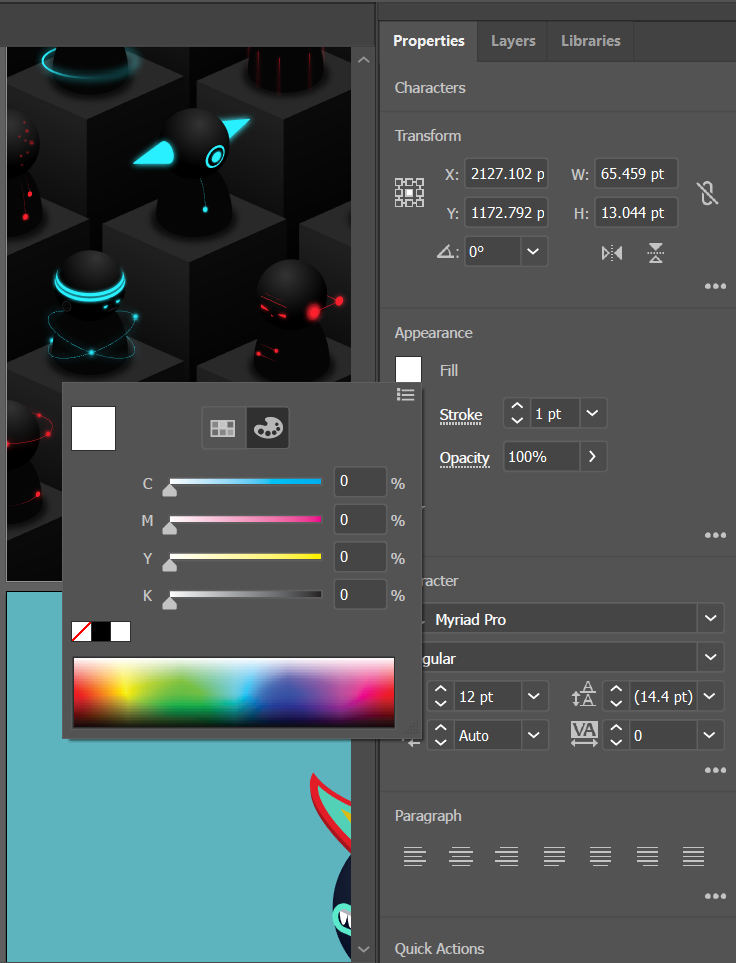 Properties Layers Libraries
Characters
Transform
X: 2127.102 p W: 65.459 pt
Y: 1172.792 p H: 13.044 pt
: 0°
Appearance
Fill
Stroke 1 pt
Opacity 100%
C 0 %
M 0 %
Y 0 %
K 0 %
racter
Myriad Pro
gular
12 pt (14.4 pt)
Auto VA 0
Paragraph
Quick Actions